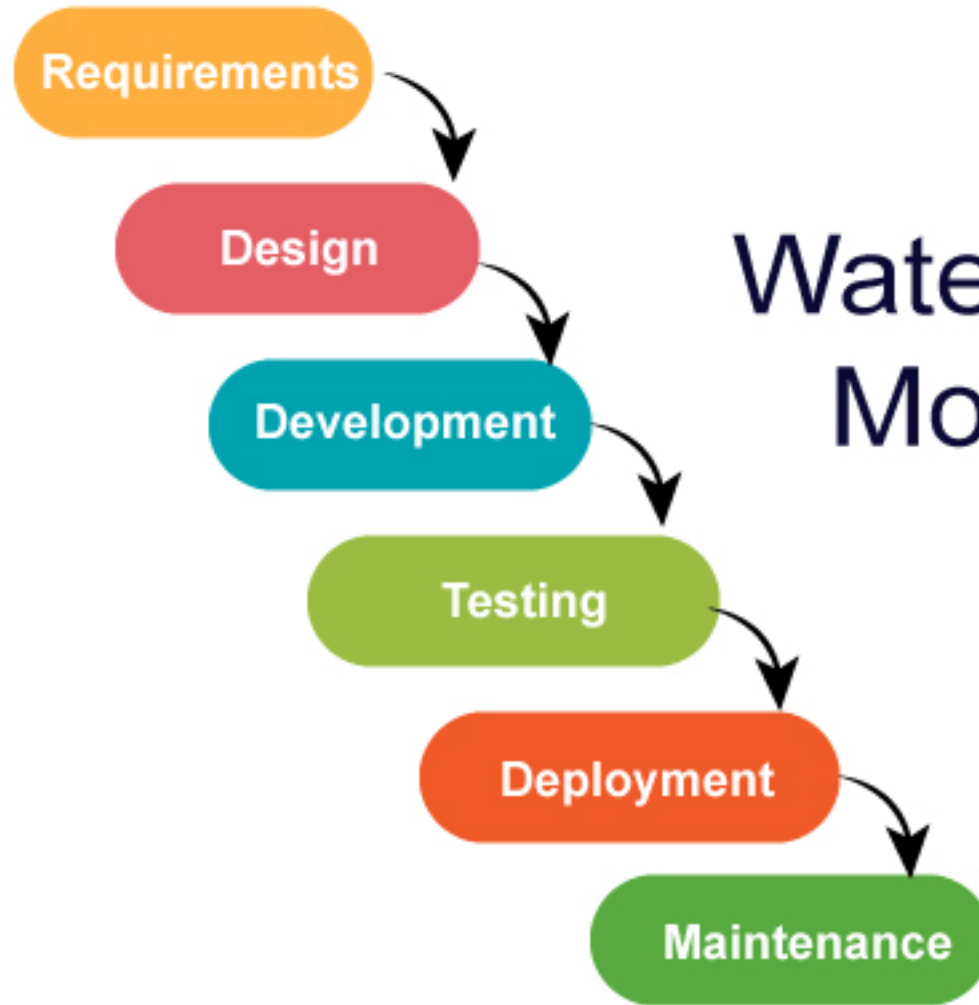 Requirements
Design
Wate
Development
Mo
Testing
Deployment
Maintenance